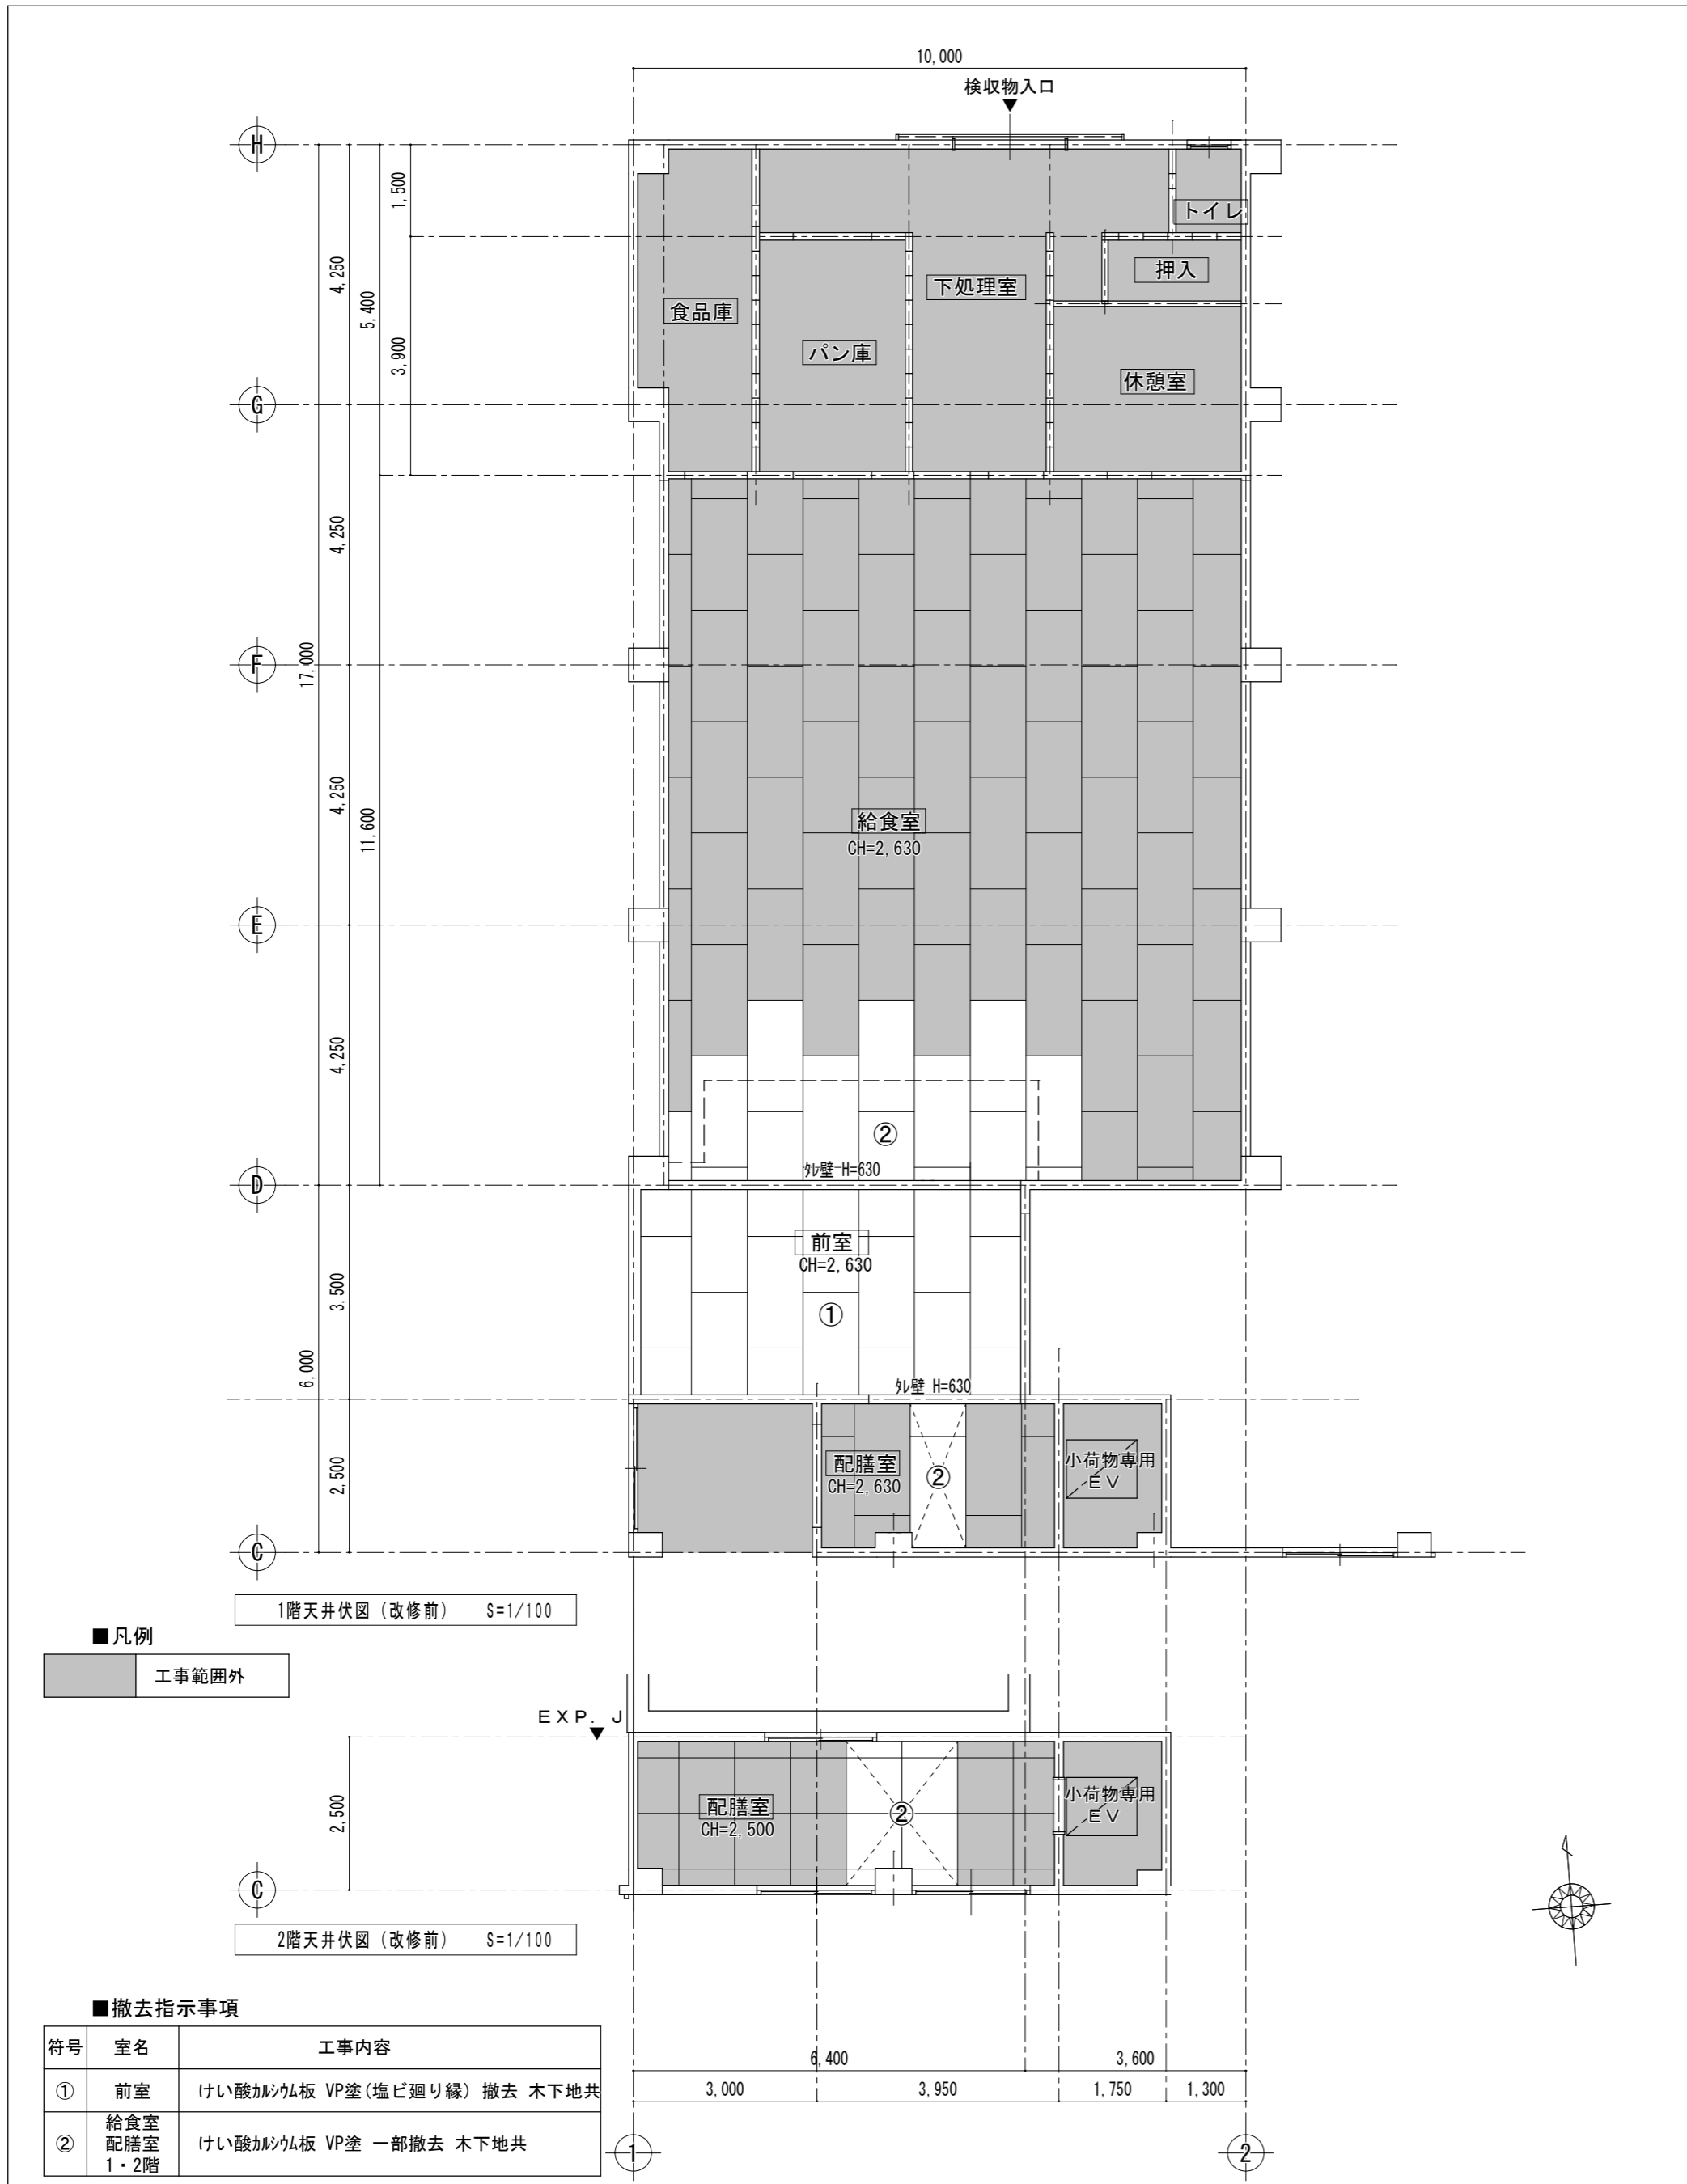 10,000
検収物入口
H
1,500
トイレ
4,250
押入
下処理室
食品庫
5,400
3,900
パン庫
休憩室
G
4,250
17,000
F
4,250
11,600
給食室
CH=2,630
E
4,250
②
タレ壁 H=630
D
前室
CH=2,630
3,500
①
6,000
タレ壁 H=630
配膳室
CH=2,630
②
小荷物専用
EV
2,500
C
1階天井伏図(改修前) S=1/100
■凡例
工事範囲外
EXP. J
配膳室
CH=2,500
②
小荷物専用
EV
2,500
C
2階天井伏図(改修前) S=1/100
■撤去指示事項
符号 室名 工事内容
① 前室 けい酸カルシウム板 VP塗(塩ビ廻り縁) 撤去 木下地共
② 給食室 配膳室 1・2階 けい酸カルシウム板 VP塗 一部撤去 木下地共
6,400 3,600
3,000 3,950 1,750 1,300
1 2